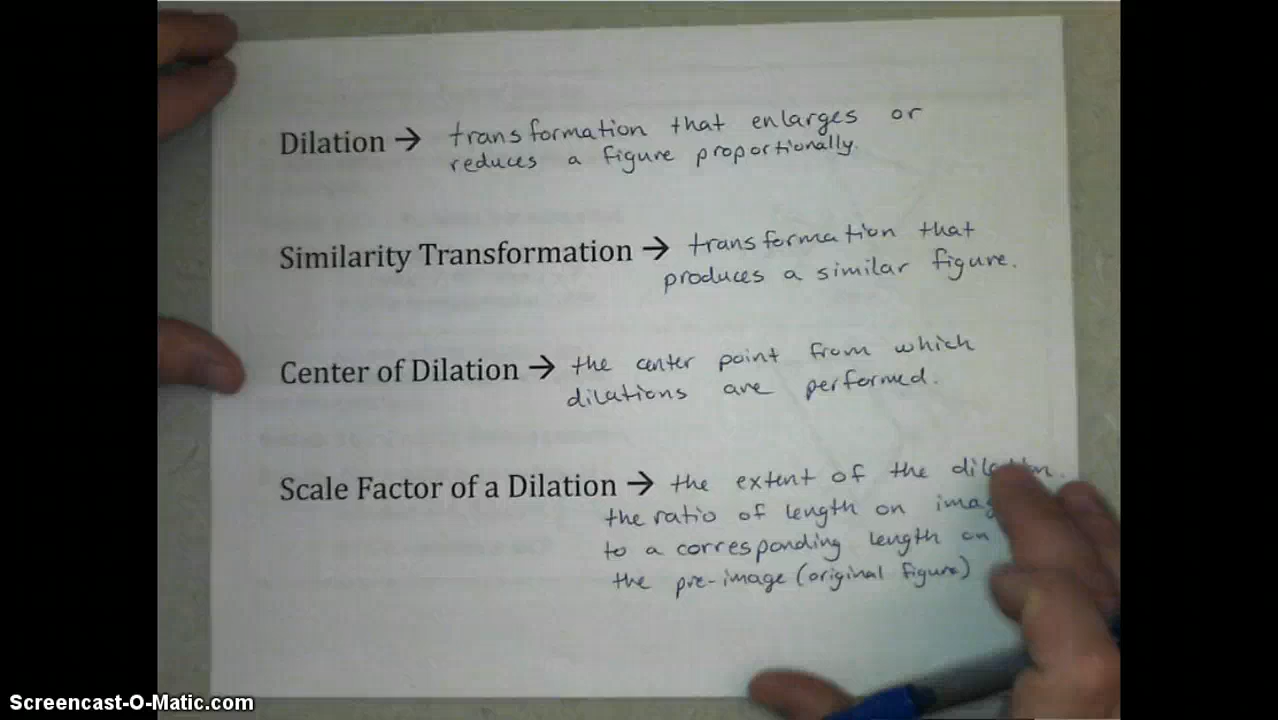 Dilation → transformation that enlarges or
reduces a figure proportionally.
Similarity Transformation → transformation that
produces a similar figure.
Center of Dilation → the center point from which
dilations are performed.
Scale Factor of a Dilation → the extent of the
the ratio of length on
to a corresponding length on
the pre-image (original figure)
Screencast-O-Matic.com